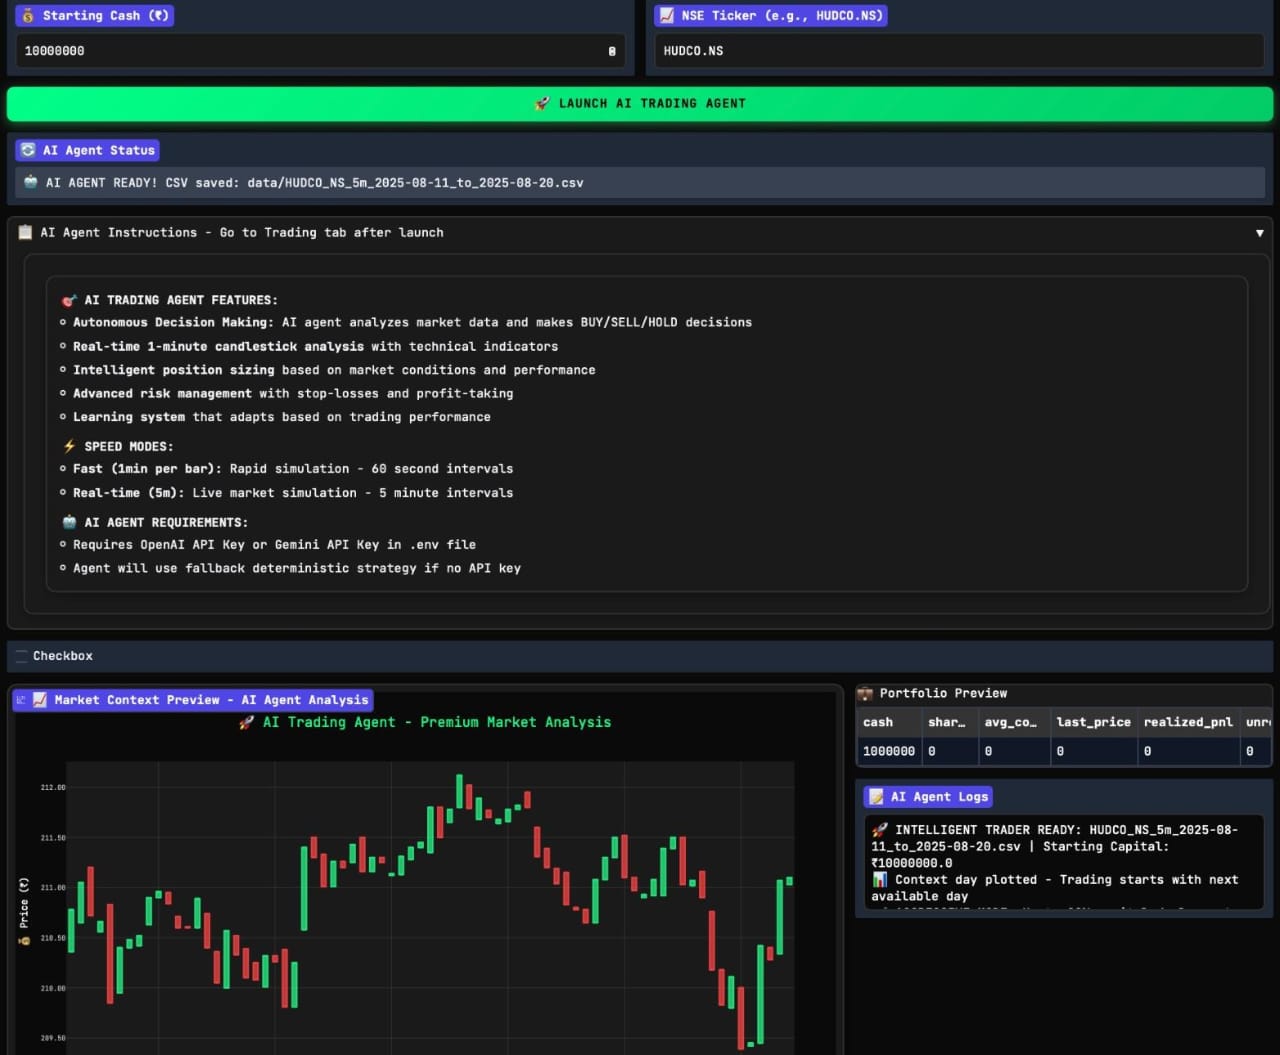 Starting Cash (₹)
NSE Ticker (e.g., HUDCO.NS)
10000000
HUDCO.NS
LAUNCH AI TRADING AGENT
AI Agent Status
AI AGENT READY! CSV saved: data/HUDCO_NS_5m_2025-08-11_to_2025-08-20.csv
AI Agent Instructions - Go to Trading tab after launch
AI TRADING AGENT FEATURES:
Autonomous Decision Making: AI agent analyzes market data and makes BUY/SELL/HOLD decisions
Real-time 1-minute candlestick analysis with technical indicators
Intelligent position sizing based on market conditions and performance
Advanced risk management with stop-losses and profit-taking
Learning system that adapts based on trading performance
SPEED MODES:
Fast (1min per bar): Rapid simulation - 60 second intervals
Real-time (5m): Live market simulation - 5 minute intervals
AI AGENT REQUIREMENTS:
Requires OpenAI API Key or Gemini API Key in .env file
Agent will use fallback deterministic strategy if no API key
Checkbox
Market Context Preview - AI Agent Analysis
AI Trading Agent - Premium Market Analysis
212.00
211.50
211.00
210.50
210.00
209.50
Price (₹)
Portfolio Preview
cash shar… avg_co… last_price realized_pnl unr
1000000 0 0 0 0 0
AI Agent Logs
INTELLIGENT TRADER READY: HUDCO_NS_5m_2025-08-
11_to_2025-08-20.csv | Starting Capital:
₹10000000.0
Context day plotted - Trading starts with next
available day